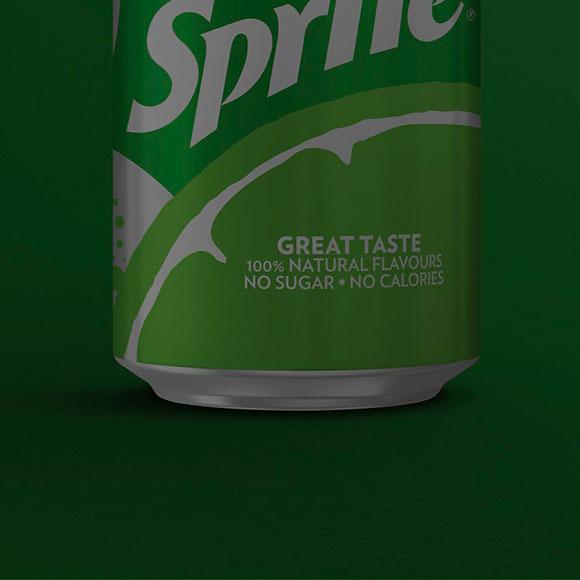 Sprite®
GREAT TASTE
100% NATURAL FLAVOURS
NO SUGAR • NO CALORIES